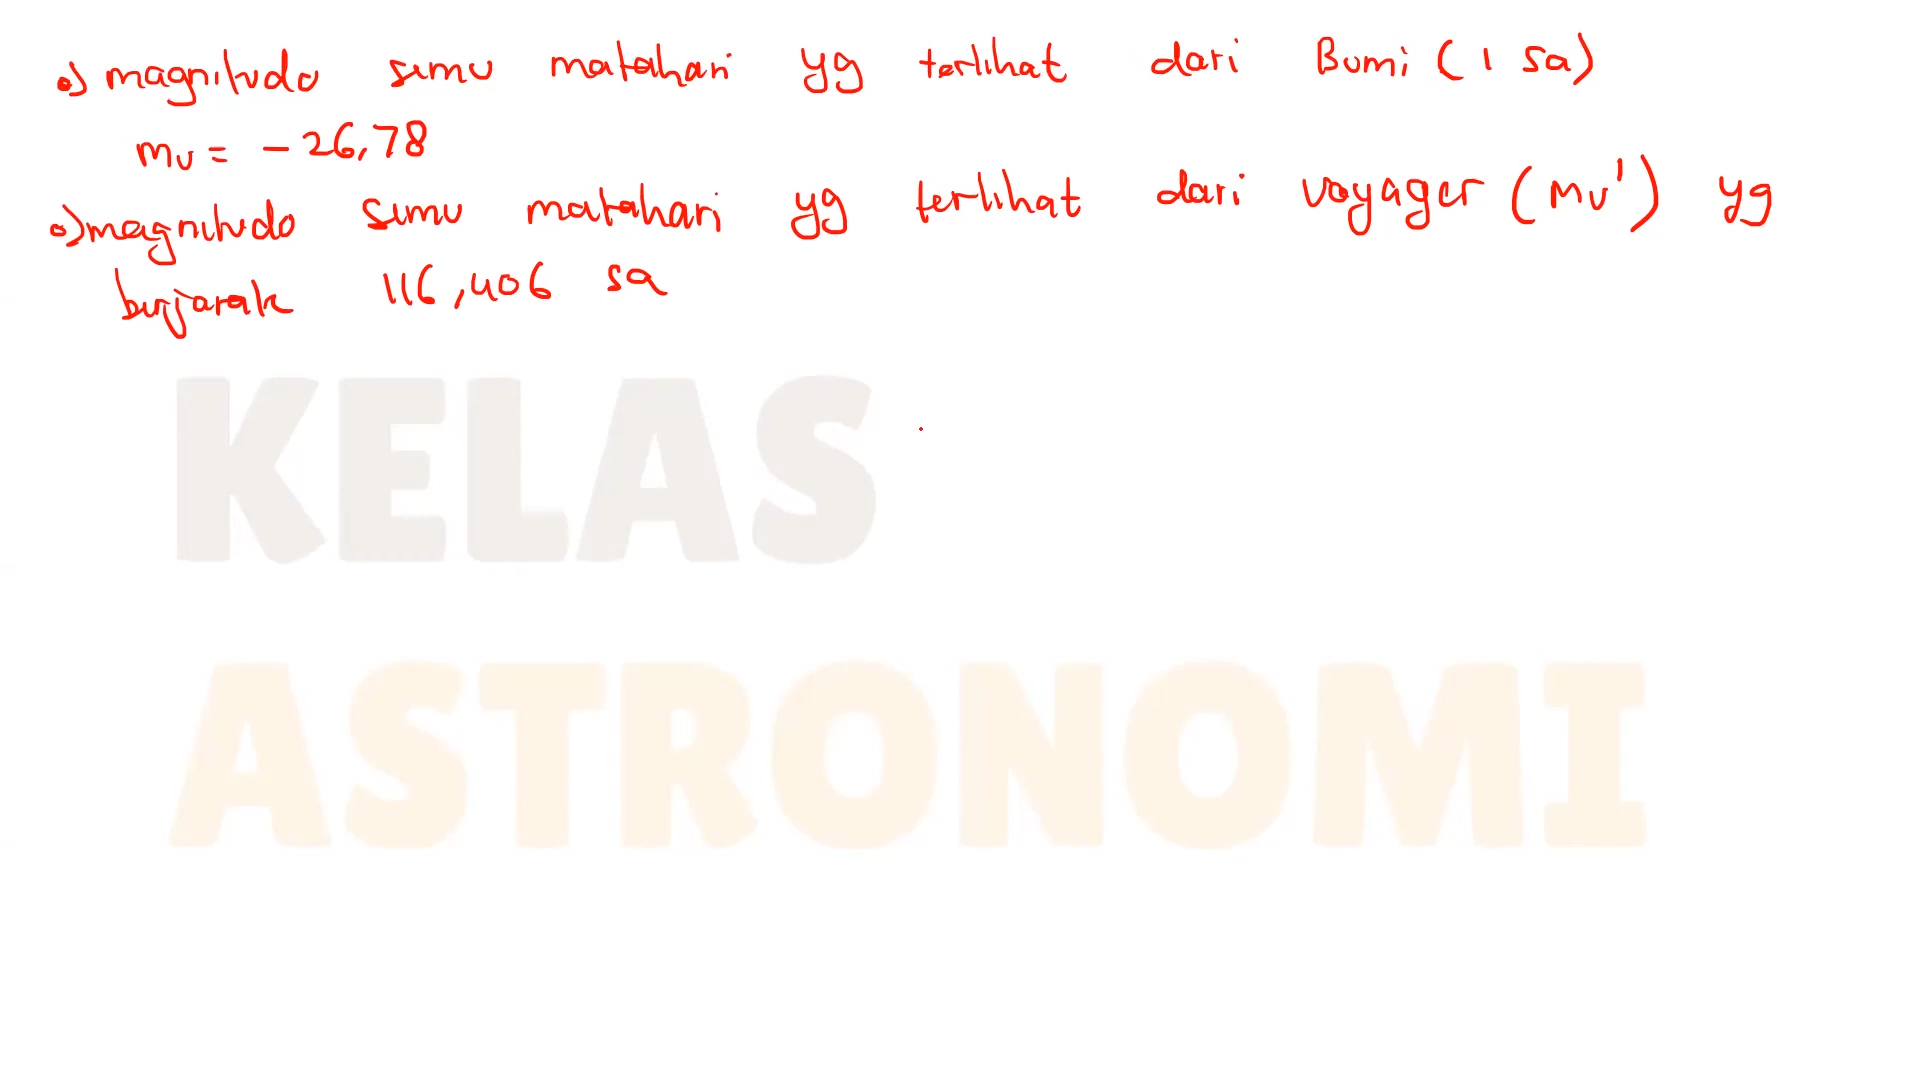 •) magnitudo semu matahari yg terlihat dari Bumi (1 sa)
mv = -26,78
•) magnitudo semu matahari yg terlihat dari voyager (mv') yg
berjarak 116,406 sa
KELAS
ASTRONOMI